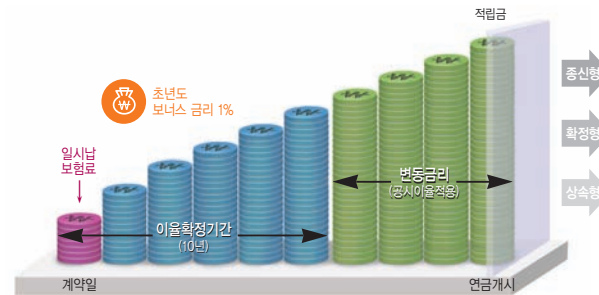 적립금
종신형
초년도
보너스 금리 1%
확정형
일시납
보험료
변동금리
(공시이율적용)
상속형
이율확정기간
(10년)
계약일
연금개시